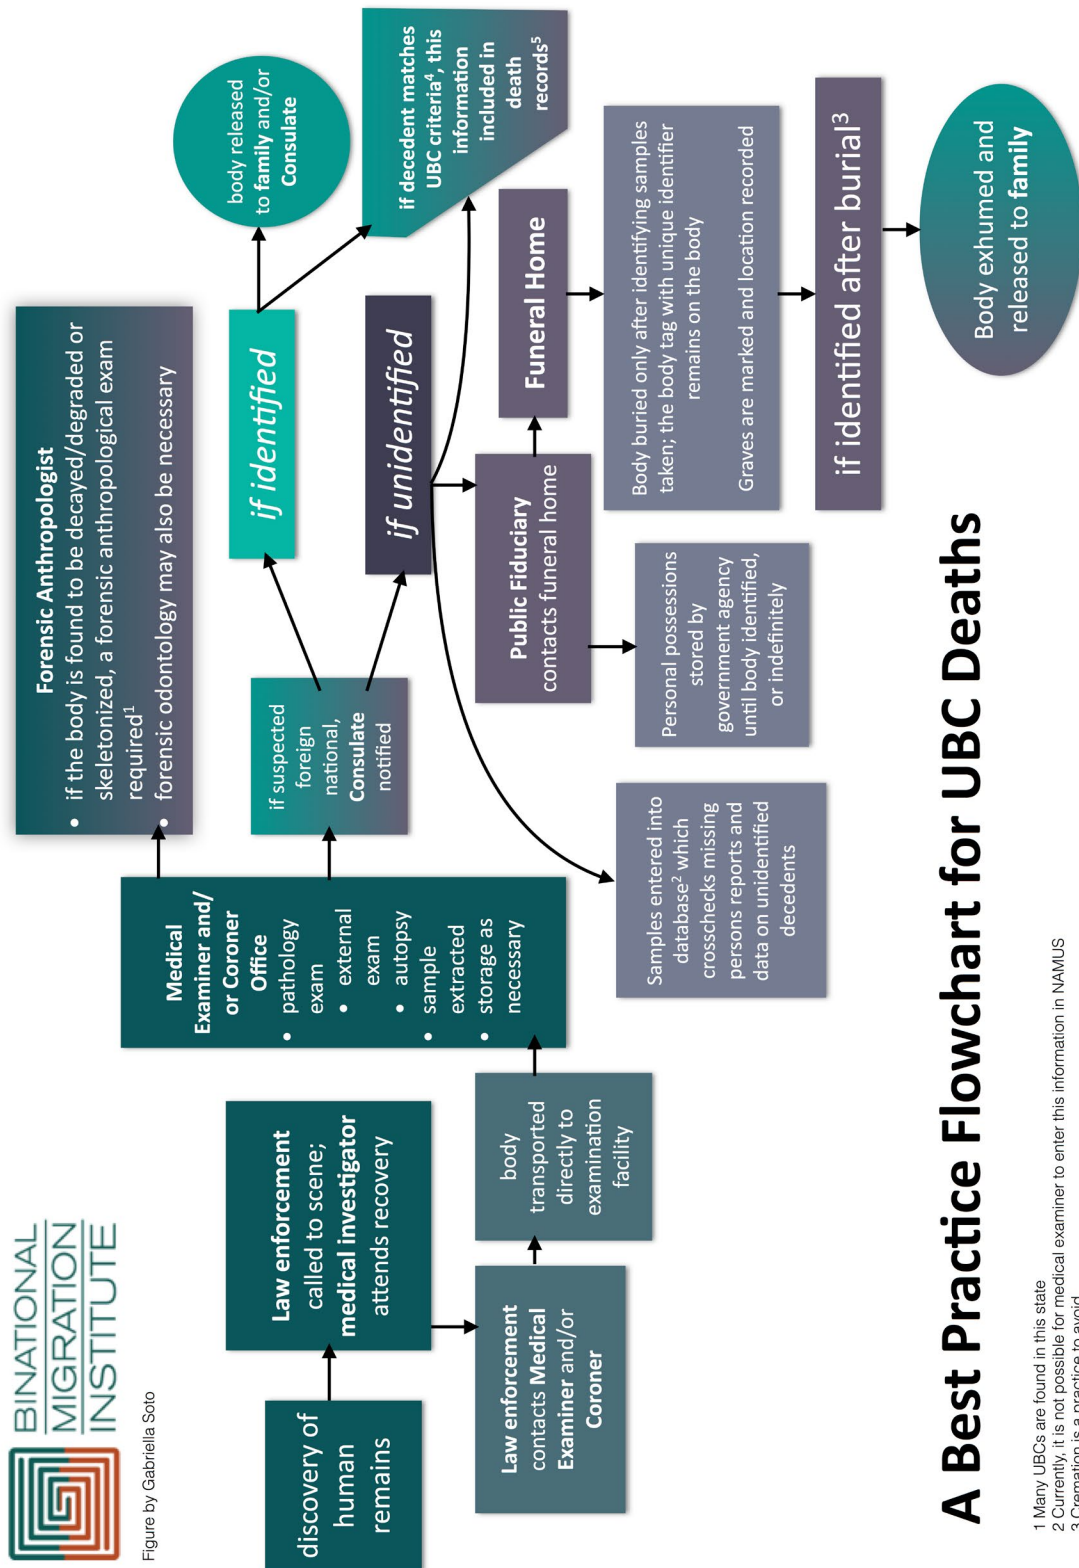 BINATIONAL
MIGRATION
INSTITUTE
Figure by Gabriella Soto
discovery of
human
remains
Law enforcement
called to scene;
medical investigator
attends recovery
Law enforcement
contacts Medical
Examiner and/or
Coroner
body
transported
directly to
examination
facility
Medical
Examiner and/
or Coroner
Office
• pathology
exam
• external
exam
• autopsy
• sample
extracted
• storage as
necessary
Forensic Anthropologist
• if the body is found to be decayed/degraded or
skeletonized, a forensic anthropological exam
required1
• forensic odontology may also be necessary
if suspected
foreign
national,
Consulate
notified
if identified
body released
to family and/or
Consulate
if decedent matches
UBC criteria4, this
information
included in
death
records5
if unidentified
Samples entered into
database2 which
crosschecks missing
persons reports and
data on unidentified
decedents
Public Fiduciary
contacts funeral home
Personal possessions
stored by
government agency
until body identified,
or indefinitely
Funeral Home
Body buried only after identifying samples
taken; the body tag with unique identifier
remains on the body
Graves are marked and location recorded
if identified after burial3
Body exhumed and
released to family
A Best Practice Flowchart for UBC Deaths
1 Many UBCs are found in this state
2 Currently, it is not possible for medical examiner to enter this information in NAMUS
3 Cremation is a practice to avoid